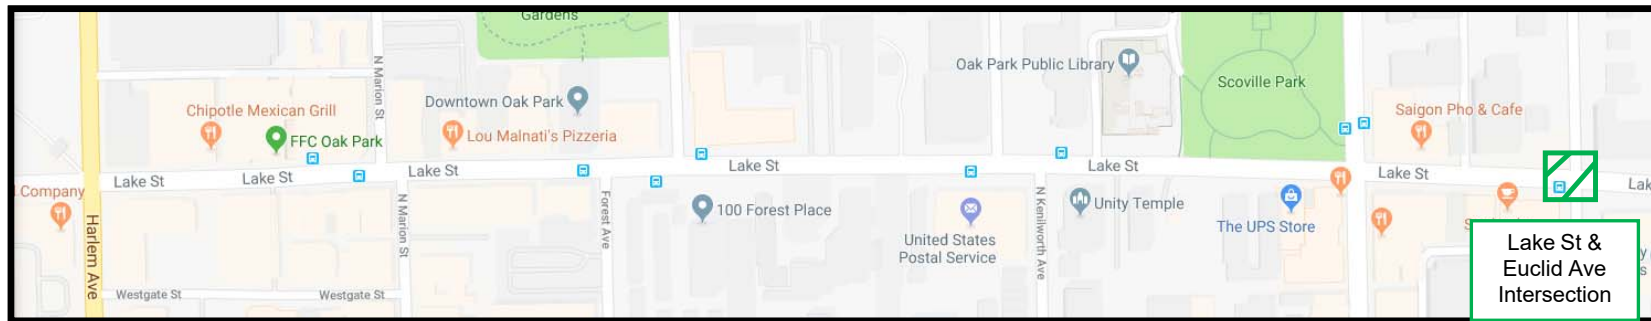 Gardens
N Marion St
Oak Park Public Library
Scoville Park
Chipotle Mexican Grill
Downtown Oak Park
Saigon Pho & Cafe
FFC Oak Park
Lou Malnati's Pizzeria
Lake St
Lake St
Lake St
Lake St
Lake St
Lake St
Company
Harlem Ave
N Marion St
Forest Ave
100 Forest Place
United States
Postal Service
N Kenilworth Ave
Unity Temple
The UPS Store
Westgate St
Westgate St
Lake St &
Euclid Ave
Intersection